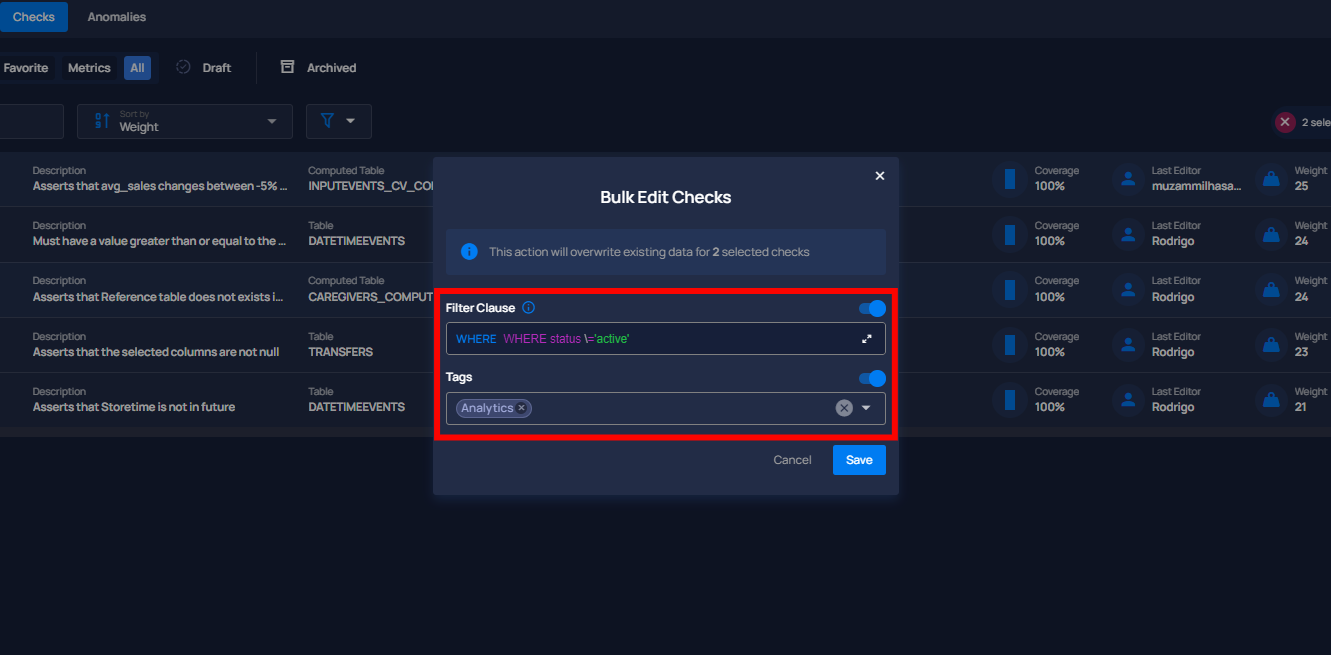 Checks Anomalies
Favorite Metrics All Draft Archived
Sort by
Weight
2 sele
Description Computed Table Coverage Last Editor Weight
Asserts that avg_sales changes between -5% ... INPUTEVENTS_CV_CO 100% muzammilhasa... 25
Description Table Coverage Last Editor Weight
Must have a value greater than or equal to the ... DATETIMEEVENTS 100% Rodrigo 24
Description Computed Table Coverage Last Editor Weight
Asserts that Reference table does not exists i... CAREGIVERS_COMPUT 100% Rodrigo 24
Description Table Coverage Last Editor Weight
Asserts that the selected columns are not null TRANSFERS 100% Rodrigo 23
Description Table Coverage Last Editor Weight
Asserts that Storetime is not in future DATETIMEEVENTS 100% Rodrigo 21
Bulk Edit Checks
This action will overwrite existing data for 2 selected checks
Filter Clause
WHERE WHERE status \='active'
Tags
Analytics
Cancel Save